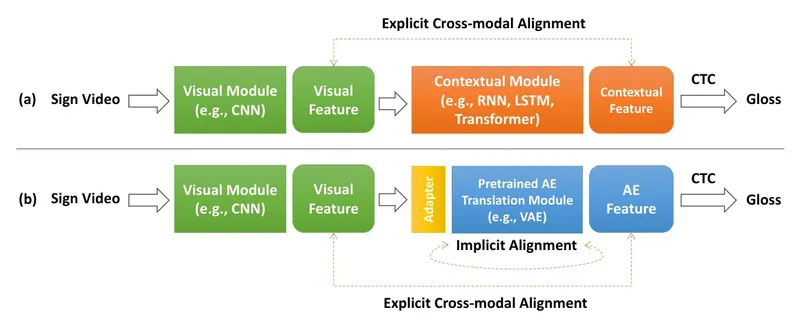 Explicit Cross-modal Alignment
(a) Sign Video
Visual Module
(e.g., CNN)
Visual
Feature
Contextual Module
(e.g., RNN, LSTM,
Transformer)
Contextual
Feature
CTC
Gloss
(b) Sign Video
Visual Module
(e.g., CNN)
Visual
Feature
Adapter
Pretrained AE
Translation Module
(e.g., VAE)
AE
Feature
CTC
Gloss
Implicit Alignment
Explicit Cross-modal Alignment